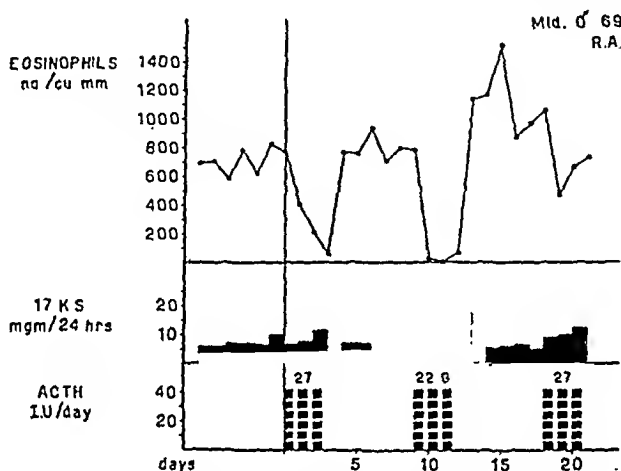 Mld. ♂ 69
R.A.
EOSINOPHILS
no /cu mm
1400
1200
1000
800
600
400
200
17 KS
mgm/24 hrs
20
10
ACTH
I.U/day
40
20
27
22 8
27
days
5
10
15
20